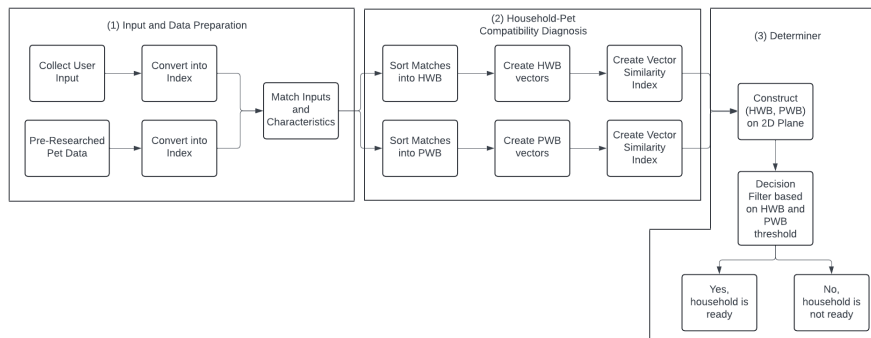 (1) Input and Data Preparation
Collect User
Input
Convert into
Index
Pre-Researched
Pet Data
Convert into
Index
Match Inputs
and
Characteristics
(2) Household-Pet
Compatibility Diagnosis
Sort Matches
into HWB
Create HWB
vectors
Create Vector
Similarity
Index
Sort Matches
into PWB
Create PWB
vectors
Create Vector
Similarity
Index
(3) Determiner
Construct
(HWB, PWB)
on 2D Plane
Decision
Filter based
on HWB and
PWB
threshold
Yes,
household is
ready
No,
household is
not ready